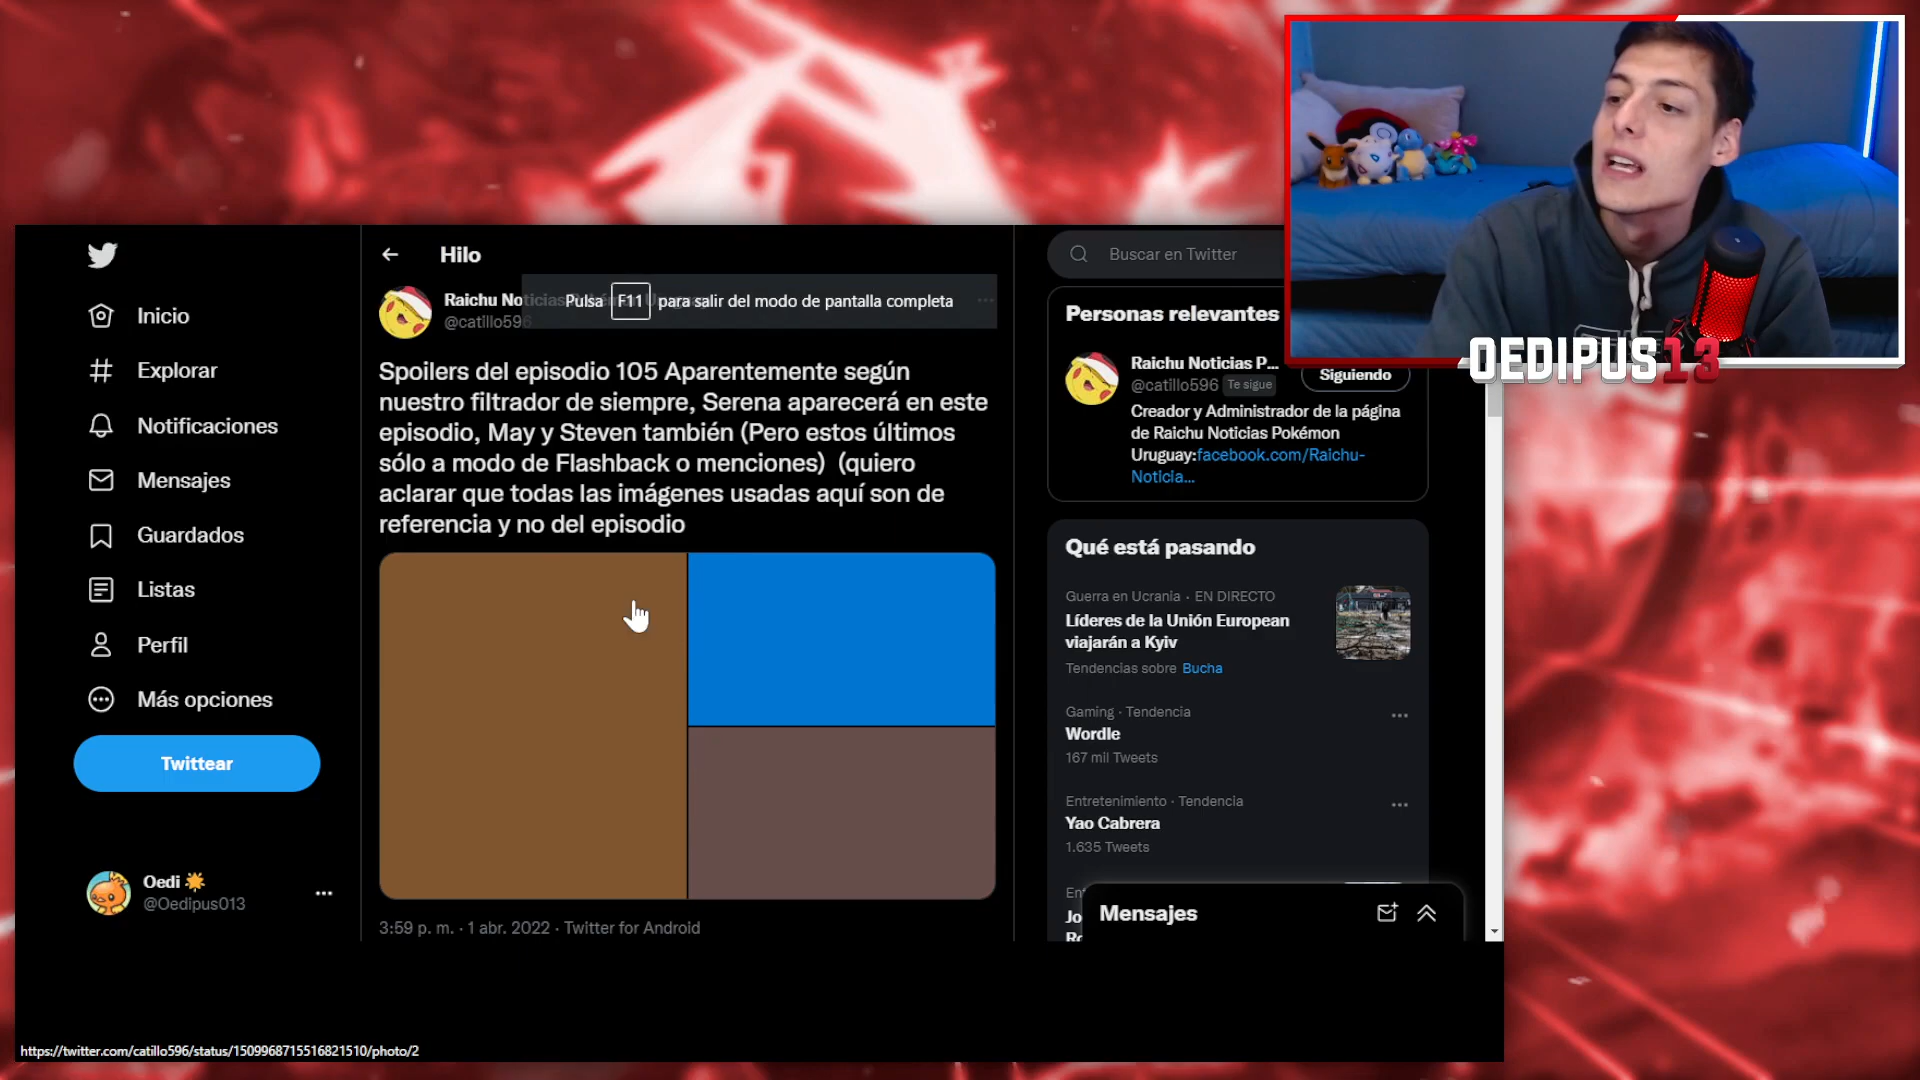 Hilo
Buscar en Twitter
Inicio
Explorar
Notificaciones
Mensajes
Guardados
Listas
Perfil
Más opciones
Twittear
Oedi
@Oedipus013
Raichu Noticias
@catillo596
Pulsa F11 para salir del modo de pantalla completa
Spoilers del episodio 105 Aparentemente según
nuestro filtrador de siempre, Serena aparecerá en este
episodio, May y Steven también (Pero estos últimos
sólo a modo de Flashback o menciones) (quiero
aclarar que todas las imágenes usadas aquí son de
referencia y no del episodio
3:59 p. m. · 1 abr. 2022 · Twitter for Android
Personas relevantes
Raichu Noticias P...
@catillo596 Te sigue
Siguiendo
Creador y Administrador de la página
de Raichu Noticias Pokémon
Uruguay:facebook.com/Raichu-
Noticia...
Qué está pasando
Guerra en Ucrania · EN DIRECTO
Líderes de la Unión European
viajarán a Kyiv
Tendencias sobre Bucha
Gaming · Tendencia
Wordle
167 mil Tweets
Entretenimiento · Tendencia
Yao Cabrera
1.635 Tweets
Mensajes
OEDIPUS13
https://twitter.com/catillo596/status/1509968715516821510/photo/2